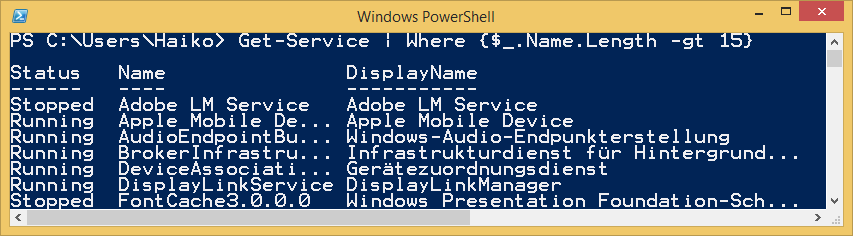 Windows PowerShell
PS C:\Users\Haiko> Get-Service | Where {$_.Name.Length -gt 15}
Status   Name               DisplayName
------   ----               -----------
Stopped  Adobe LM Service   Adobe LM Service
Running  Apple Mobile De... Apple Mobile Device
Running  AudioEndpointBu... Windows-Audio-Endpunkterstellung
Running  BrokerInfrastru... Infrastrukturdienst für Hintergrund...
Running  DeviceAssociati... Gerätezuordnungsdienst
Running  DisplayLinkService DisplayLinkManager
Stopped  FontCache3.0.0.0   Windows Presentation Foundation-Sch...